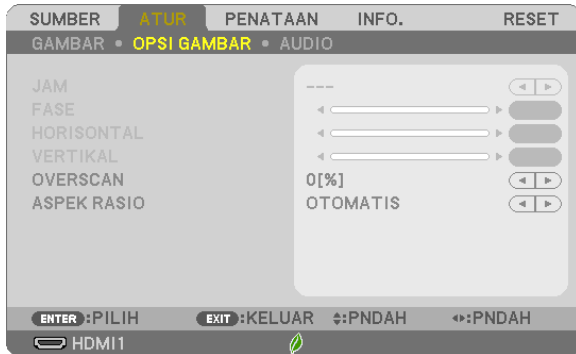 SUMBER ATUR PENATAAN INFO. RESET
GAMBAR • OPSI GAMBAR • AUDIO
JAM ---
FASE
HORISONTAL
VERTIKAL
OVERSCAN 0[%]
ASPEK RASIO OTOMATIS
ENTER :PILIH EXIT :KELUAR :PNDAH :PNDAH
HDMI1